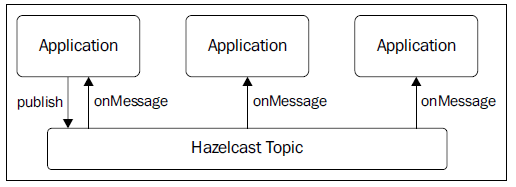 Application
Application
Application
publish
onMessage
onMessage
onMessage
Hazelcast Topic